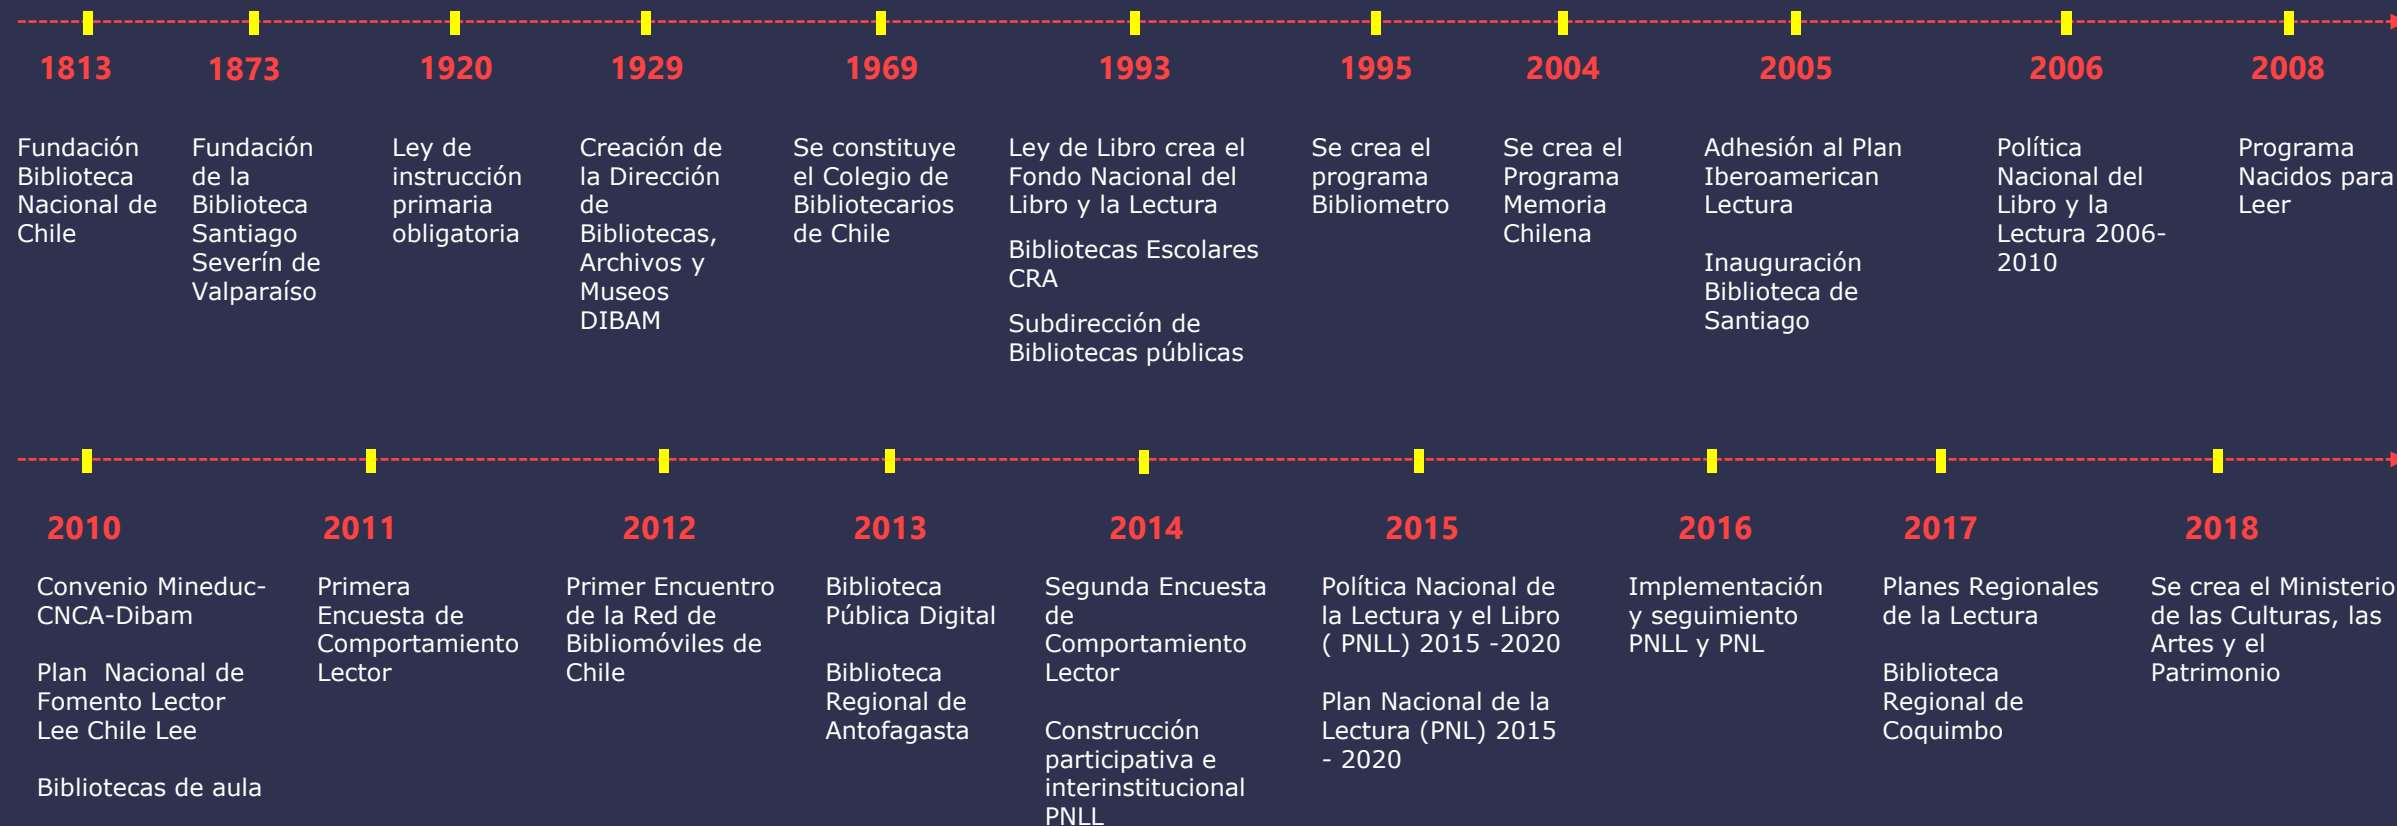 1813
Fundación
Biblioteca
Nacional de
Chile
1873
Fundación
de la
Biblioteca
Santiago
Severín de
Valparaíso
1920
Ley de
instrucción
primaria
obligatoria
1929
Creación de
la Dirección
de
Bibliotecas,
Archivos y
Museos
DIBAM
1969
Se constituye
el Colegio de
Bibliotecarios
de Chile
1993
Ley de Libro crea el
Fondo Nacional del
Libro y la Lectura
Bibliotecas Escolares
CRA
Subdirección de
Bibliotecas públicas
1995
Se crea el
programa
Bibliometro
2004
Se crea el
Programa
Memoria
Chilena
2005
Adhesión al Plan
Iberoamerican
Lectura
Inauguración
Biblioteca de
Santiago
2006
Política
Nacional del
Libro y la
Lectura 2006-
2010
2008
Programa
Nacidos para
Leer
2010
Convenio Mineduc-
CNCA-Dibam
Plan  Nacional de
Fomento Lector
Lee Chile Lee
Bibliotecas de aula
2011
Primera
Encuesta de
Comportamiento
Lector
2012
Primer Encuentro
de la Red de
Bibliomóviles de
Chile
2013
Biblioteca
Pública Digital
Biblioteca
Regional de
Antofagasta
2014
Segunda Encuesta
de
Comportamiento
Lector
Construcción
participativa e
interinstitucional
PNLL
2015
Política Nacional de
la Lectura y el Libro
( PNLL) 2015 -2020
Plan Nacional de la
Lectura (PNL) 2015
- 2020
2016
Implementación
y seguimiento
PNLL y PNL
2017
Planes Regionales
de la Lectura
Biblioteca
Regional de
Coquimbo
2018
Se crea el Ministerio
de las Culturas, las
Artes y el
Patrimonio